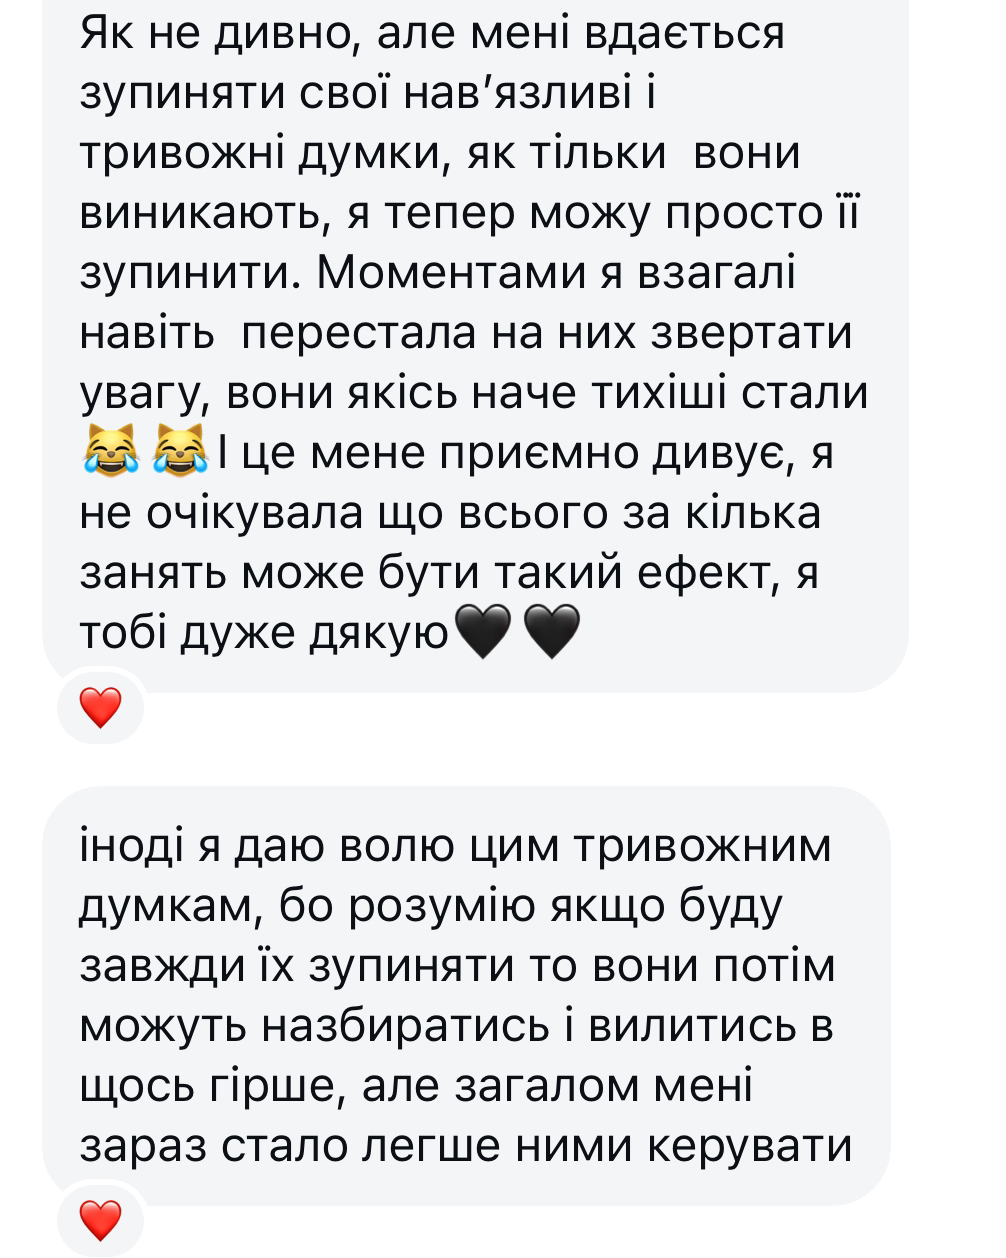 Як не дивно, але мені вдається
зупиняти свої нав’язливі і
тривожні думки, як тільки  вони
виникають, я тепер можу просто її
зупинити. Моментами я взагалі
навіть  перестала на них звертати
увагу, вони якісь наче тихіші стали
😹😹І це мене приємно дивує, я
не очікувала що всього за кілька
занять може бути такий ефект, я
тобі дуже дякую🖤🖤
❤️
іноді я даю волю цим тривожним
думкам, бо розумію якщо буду
завжди їх зупиняти то вони потім
можуть назбиратись і вилитись в
щось гірше, але загалом мені
зараз стало легше ними керувати
❤️